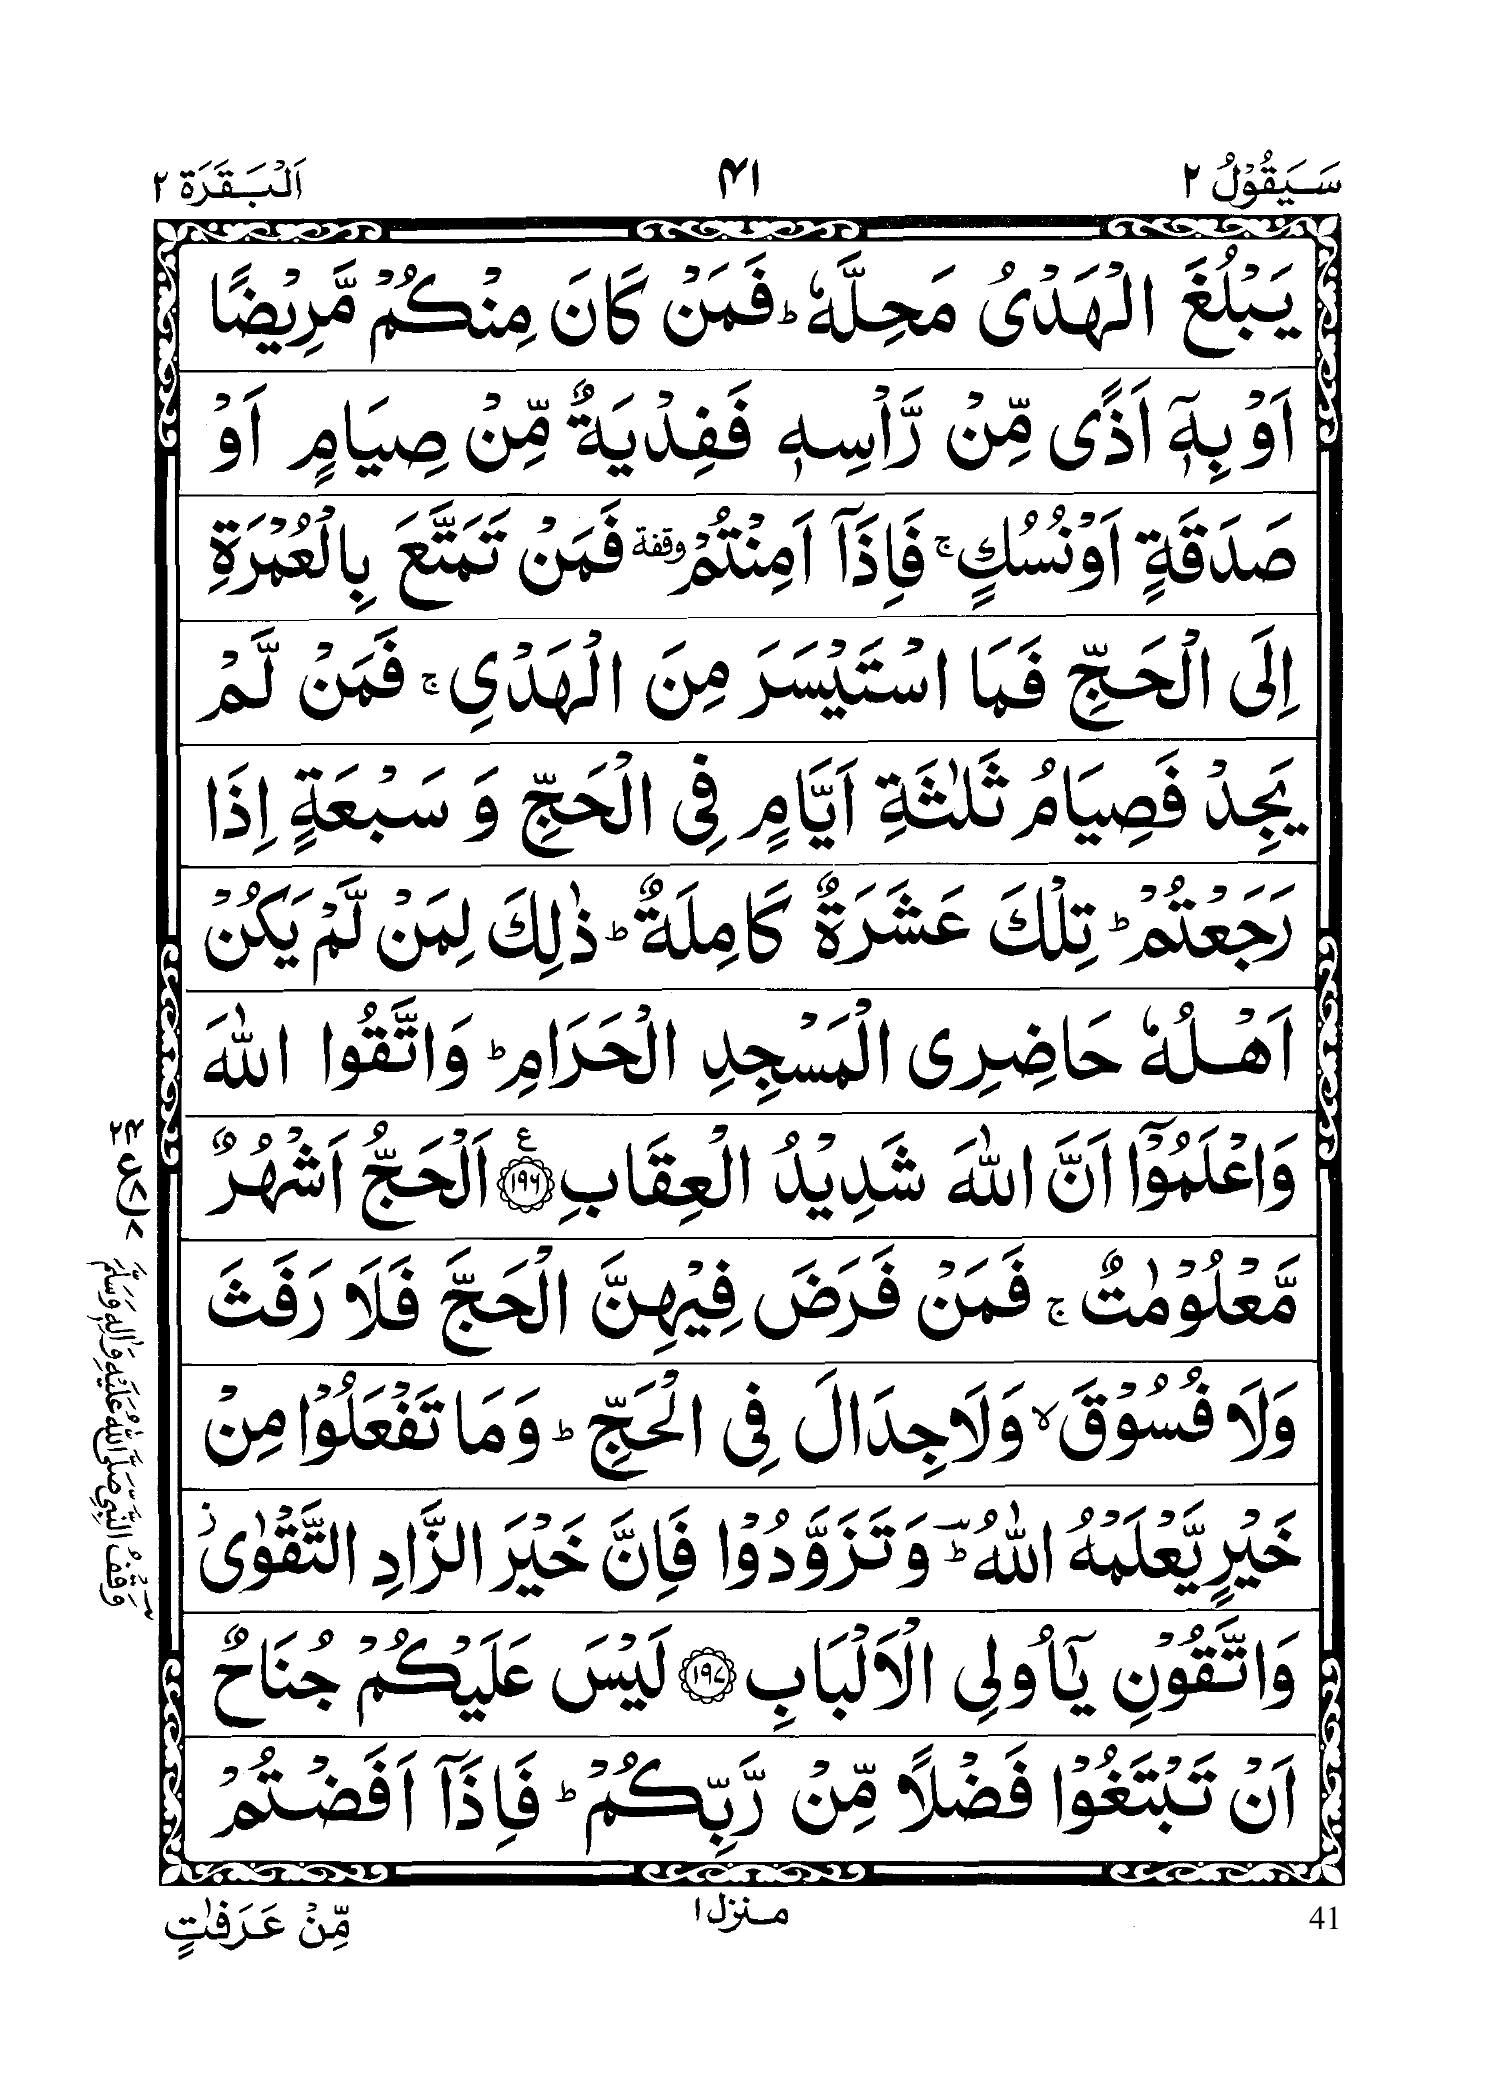 سَيَقُوْلُ ٢
٤١
اَلْبَقَرَة ٢
يَبْلُغَ الْهَدْىُ مَحِلَّهٗ ؕ فَمَنْ كَانَ مِنْكُمْ مَّرِيْضًا
اَوْ بِهٖۤ اَذًى مِّنْ رَّاْسِهٖ فَفِدْيَةٌ مِّنْ صِيَامٍ اَوْ
صَدَقَةٍ اَوْ نُسُكٍ ۚ فَاِذَاۤ اَمِنْتُمْ وقفة فَمَنْ تَمَتَّعَ بِالْعُمْرَةِ
اِلَى الْحَجِّ فَمَا اسْتَيْسَرَ مِنَ الْهَدْىِ ۚ فَمَنْ لَّمْ
يَجِدْ فَصِيَامُ ثَلٰثَةِ اَيَّامٍ فِى الْحَجِّ وَ سَبْعَةٍ اِذَا
رَجَعْتُمْ ؕ تِلْكَ عَشَرَةٌ كَامِلَةٌ ؕ ذٰلِكَ لِمَنْ لَّمْ يَكُنْ
اَهْلُهٗ حَاضِرِى الْمَسْجِدِ الْحَرَامِ ؕ وَاتَّقُوا اللّٰهَ
وَاعْلَمُوْۤا اَنَّ اللّٰهَ شَدِيْدُ الْعِقَابِ ﴿١٩٦﴾ ع اَلْحَجُّ اَشْهُرٌ
مَّعْلُوْمٰتٌ ۚ فَمَنْ فَرَضَ فِيْهِنَّ الْحَجَّ فَلَا رَفَثَ
وَلَا فُسُوْقَ ۙ وَلَا جِدَالَ فِى الْحَجِّ ؕ وَمَا تَفْعَلُوْا مِنْ
خَيْرٍ يَّعْلَمْهُ اللّٰهُ ؕ وَتَزَوَّدُوْا فَاِنَّ خَيْرَ الزَّادِ التَّقْوٰى ز
وَاتَّقُوْنِ يٰۤاُولِى الْاَلْبَابِ ﴿١٩٧﴾ لَيْسَ عَلَيْكُمْ جُنَاحٌ
اَنْ تَبْتَغُوْا فَضْلًا مِّنْ رَّبِّكُمْ ؕ فَاِذَاۤ اَفَضْتُمْ
وَقْفُ النَّبِيِّ صَلَّى اللّٰهُ عَلَيْهِ وَاٰلِهٖ وَسَلَّمَ
41
منزل ١
مِّنْ عَرَفٰتٍ